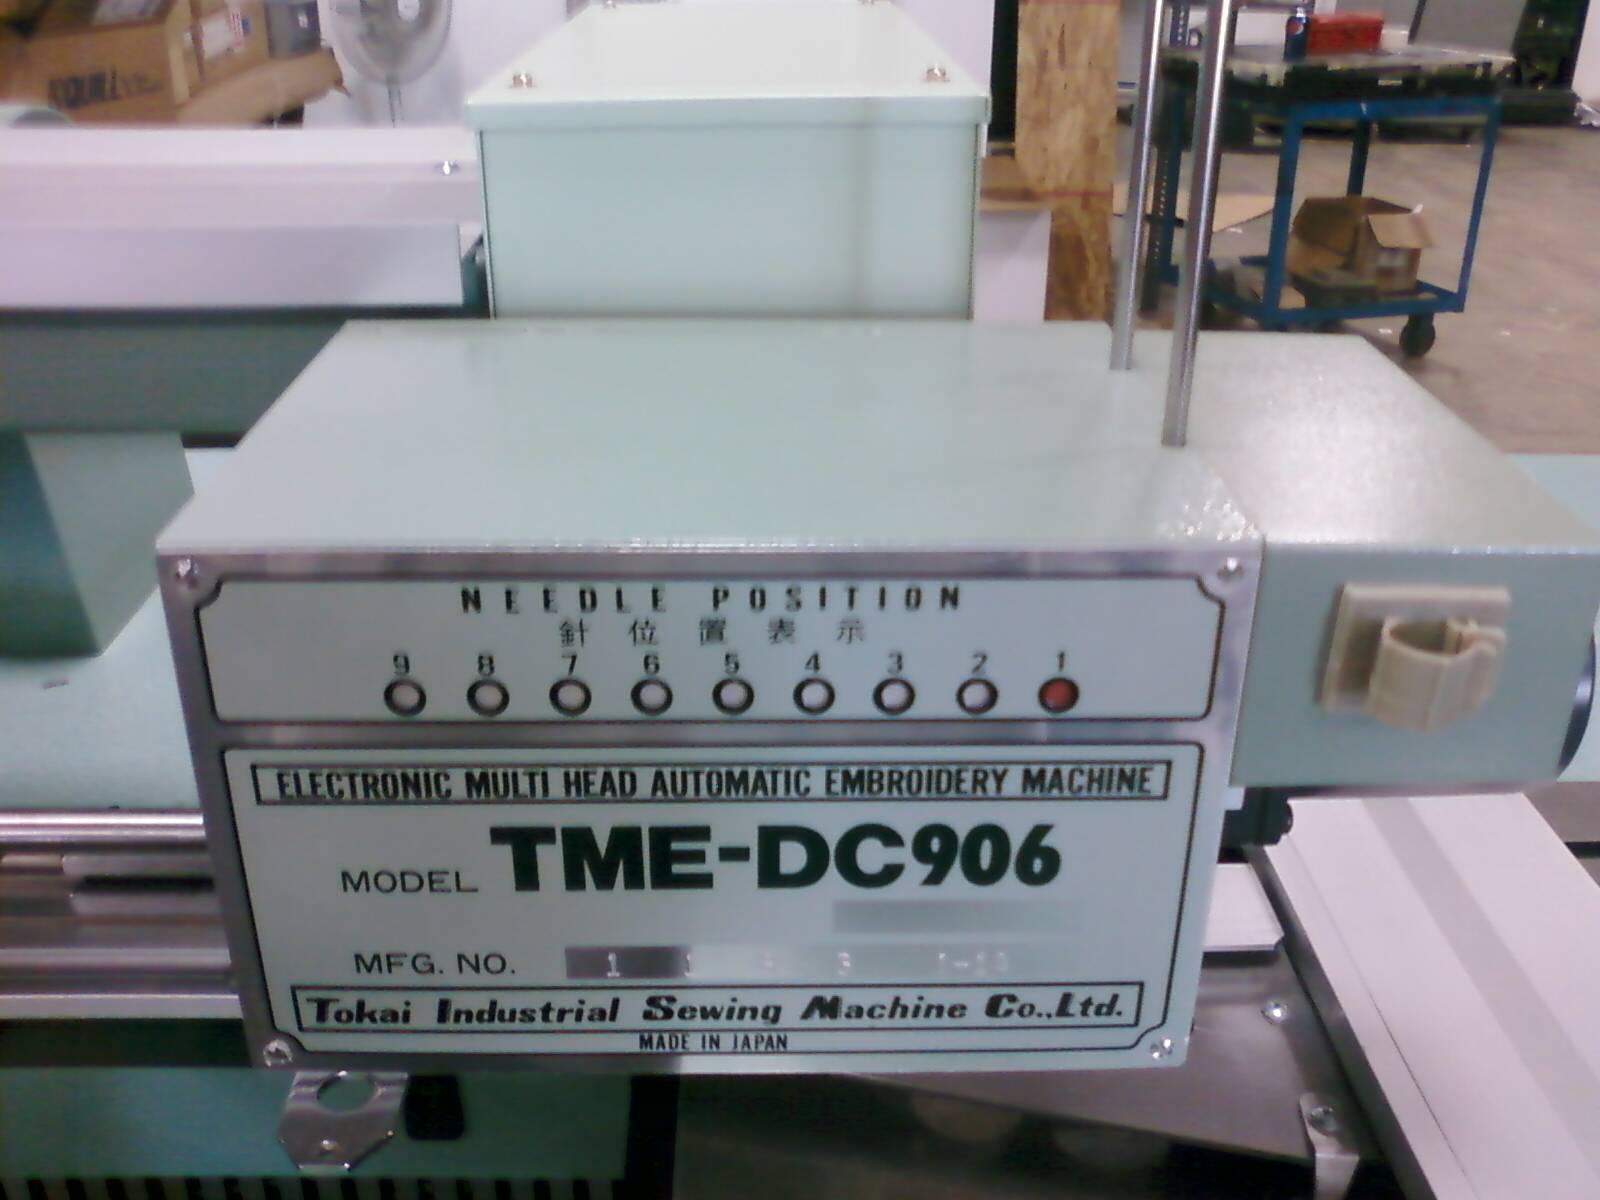 QUILL
NEEDLE POSITION
針位置表示
9 8 7 6 5 4 3 2 1
ELECTRONIC MULTI HEAD AUTOMATIC EMBROIDERY MACHINE
MODEL TME-DC906
MFG. NO.
Tokai Industrial Sewing Machine Co.,Ltd.
MADE IN JAPAN